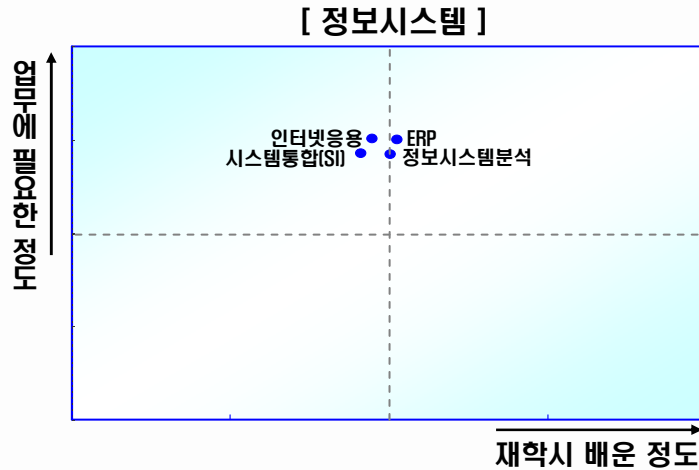 [ 정보시스템 ]
업무에 필요한 정도
인터넷응용
ERP
시스템통합(SI)
정보시스템분석
재학시 배운 정도